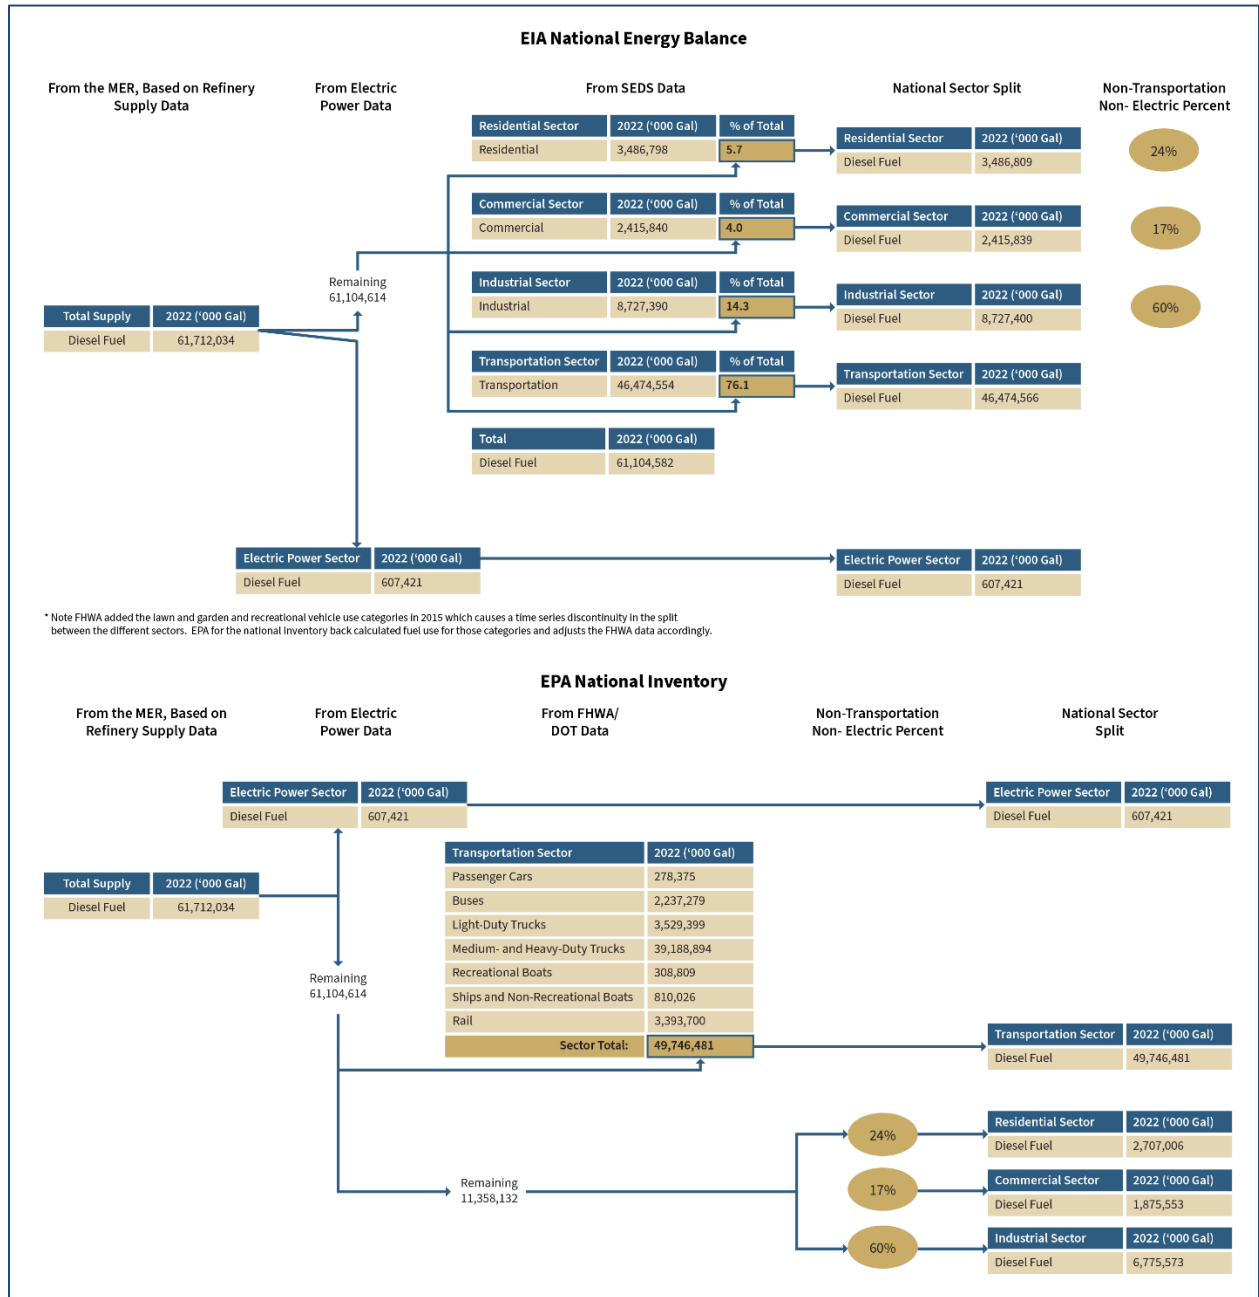 EIA National Energy Balance
From the MER, Based on Refinery
Supply Data
From Electric
Power Data
From SEDS Data
National Sector Split
Non-Transportation
Non- Electric Percent
Residential Sector 2022 (‘000 Gal) % of Total
Residential 3,486,798 5.7
Residential Sector 2022 (‘000 Gal)
Diesel Fuel 3,486,809
24%
Commercial Sector 2022 (‘000 Gal) % of Total
Commercial 2,415,840 4.0
Commercial Sector 2022 (‘000 Gal)
Diesel Fuel 2,415,839
17%
Remaining
61,104,614
Industrial Sector 2022 (‘000 Gal) % of Total
Industrial 8,727,390 14.3
Industrial Sector 2022 (‘000 Gal)
Diesel Fuel 8,727,400
60%
Total Supply 2022 (‘000 Gal)
Diesel Fuel 61,712,034
Transportation Sector 2022 (‘000 Gal) % of Total
Transportation 46,474,554 76.1
Transportation Sector 2022 (‘000 Gal)
Diesel Fuel 46,474,566
Total 2022 (‘000 Gal)
Diesel Fuel 61,104,582
Electric Power Sector 2022 (‘000 Gal)
Diesel Fuel 607,421
Electric Power Sector 2022 (‘000 Gal)
Diesel Fuel 607,421
* Note FHWA added the lawn and garden and recreational vehicle use categories in 2015 which causes a time series discontinuity in the split
between the different sectors. EPA for the national inventory back calculated fuel use for those categories and adjusts the FHWA data accordingly.
EPA National Inventory
From the MER, Based on
Refinery Supply Data
From Electric
Power Data
From FHWA/
DOT Data
Non-Transportation
Non- Electric Percent
National Sector
Split
Electric Power Sector 2022 (‘000 Gal)
Diesel Fuel 607,421
Electric Power Sector 2022 (‘000 Gal)
Diesel Fuel 607,421
Total Supply 2022 (‘000 Gal)
Diesel Fuel 61,712,034
Transportation Sector 2022 (‘000 Gal)
Passenger Cars 278,375
Buses 2,237,279
Light-Duty Trucks 3,529,399
Medium- and Heavy-Duty Trucks 39,188,894
Recreational Boats 308,809
Ships and Non-Recreational Boats 810,026
Rail 3,393,700
Sector Total: 49,746,481
Remaining
61,104,614
Transportation Sector 2022 (‘000 Gal)
Diesel Fuel 49,746,481
Remaining
11,358,132
24%
Residential Sector 2022 (‘000 Gal)
Diesel Fuel 2,707,006
17%
Commercial Sector 2022 (‘000 Gal)
Diesel Fuel 1,875,553
60%
Industrial Sector 2022 (‘000 Gal)
Diesel Fuel 6,775,573